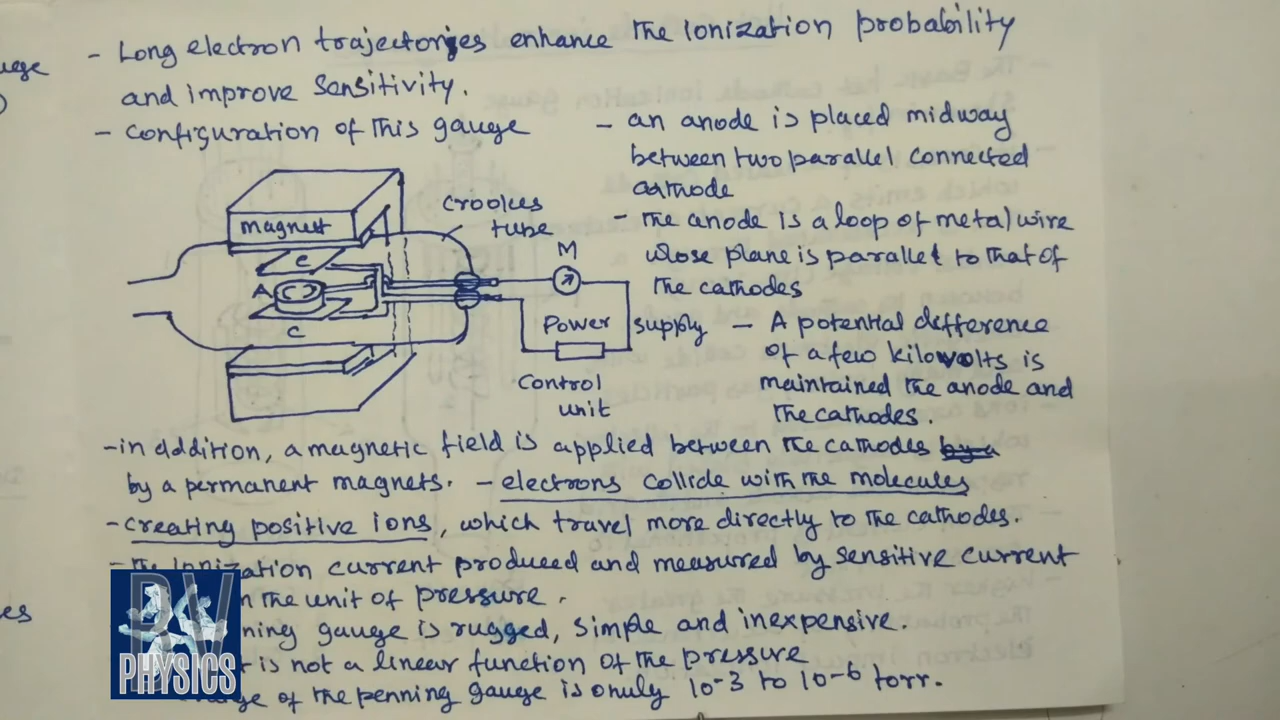 - Long electron trajectories enhance the Ionization probability
and improve sensitivity.
- configuration of this gauge
- an anode is placed midway
between two parallel connected
cathode
- the anode is a loop of metal wire
whose plane is parallel to that of
the cathodes
- A potential difference
of a few kilovolts is
maintained the anode and
the cathodes.
magnet
crookes
tube
C
A
C
M
Power supply
control
unit
- in addition, a magnetic field is applied between the cathodes
by a permanent magnets. - electrons collide with the molecules
- creating positive ions, which travel more directly to the cathodes.
- The Ionization current produced and measured by sensitive current
in the unit of pressure.
ning gauge is rugged, simple and inexpensive.
t is not a linear function of the pressure
of the penning gauge is only 10-3 to 10-6 torr.
PV
PHYSICS